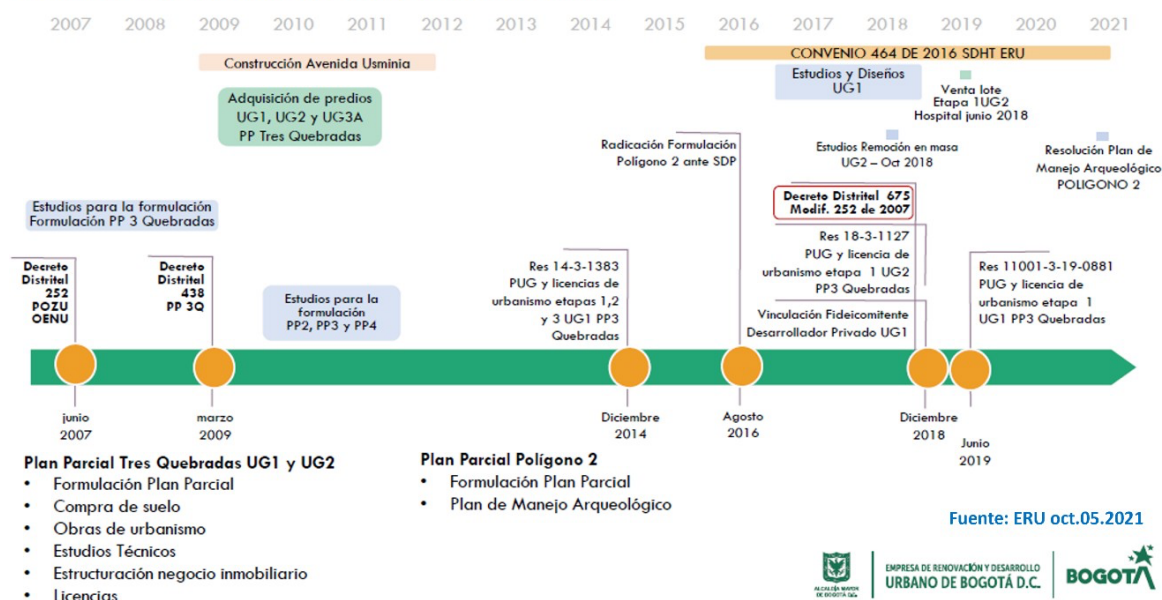 2007 2008 2009 2010 2011 2012 2013 2014 2015 2016 2017 2018 2019 2020 2021
Construcción Avenida Usminia
CONVENIO 464 DE 2016 SDHT ERU
Adquisición de predios
UG1, UG2 y UG3A
PP Tres Quebradas
Estudios y Diseños
UG1
Venta lote
Etapa 1UG2
Hospital junio 2018
Radicación Formulación
Polígono 2 ante SDP
Estudios Remoción en masa
UG2 – Oct 2018
Resolución Plan de
Manejo Arqueológico
POLIGONO 2
Estudios para la formulación
Formulación PP 3 Quebradas
Decreto Distrital 675
Modif. 252 de 2007
Decreto
Distrital
252
POZU
OENU
Decreto
Distrital
438
PP 3Q
Estudios para la
formulación
PP2, PP3 y PP4
Res 14-3-1383
PUG y licencias de
urbanismo etapas 1,2
y 3 UG1 PP3
Quebradas
Res 18-3-1127
PUG y licencia de
urbanismo etapa 1 UG2
PP3 Quebradas
Vinculación Fideicomitente
Desarrollador Privado UG1
Res 11001-3-19-0881
PUG y licencia de
urbanismo etapa 1
UG1 PP3 Quebradas
junio
2007
marzo
2009
Diciembre
2014
Agosto
2016
Diciembre
2018
Junio
2019
Plan Parcial Tres Quebradas UG1 y UG2
• Formulación Plan Parcial
• Compra de suelo
• Obras de urbanismo
• Estudios Técnicos
• Estructuración negocio inmobiliario
• Licencias
Plan Parcial Polígono 2
• Formulación Plan Parcial
• Plan de Manejo Arqueológico
Fuente: ERU oct.05.2021
ALCALDÍA MAYOR
DE BOGOTÁ D.C.
EMPRESA DE RENOVACIÓN Y DESARROLLO
URBANO DE BOGOTÁ D.C.
BOGOTÁ